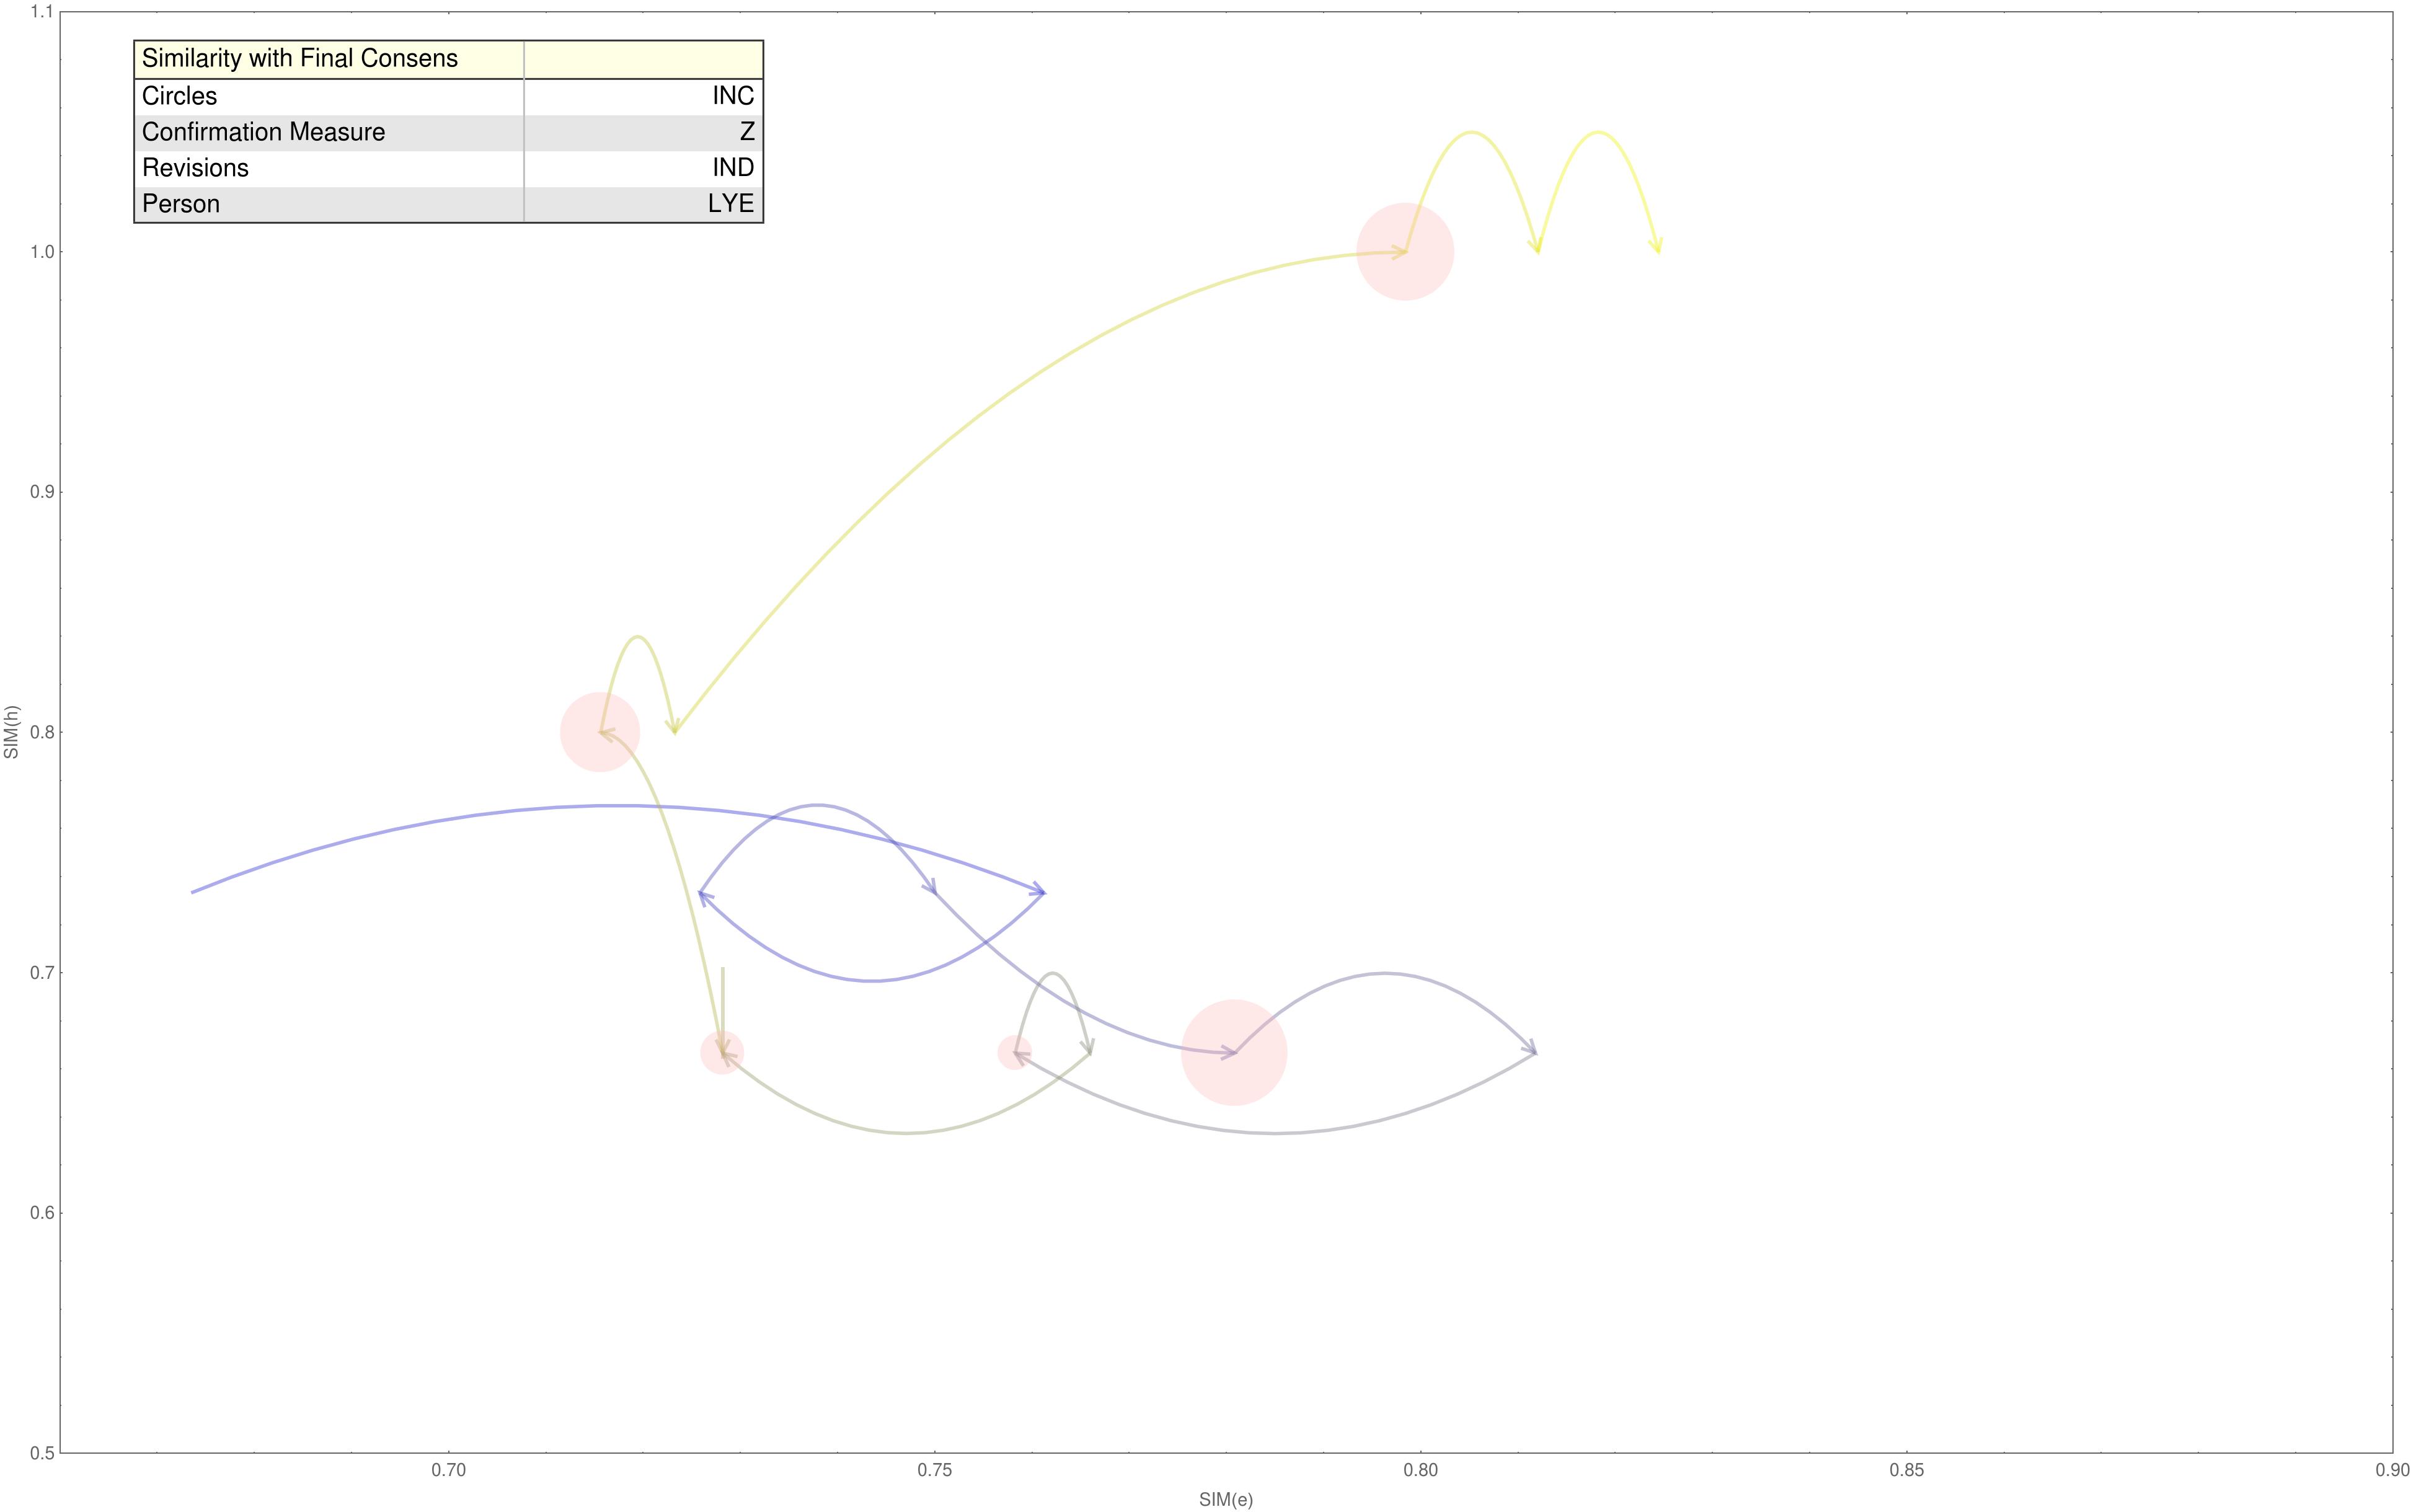 1.1
Similarity with Final Consens
Circles INC
Confirmation Measure Z
Revisions IND
Person LYE
1.0
0.9
0.8
SIM(h)
0.7
0.6
0.5
0.70 0.75 0.80 0.85 0.90
SIM(e)